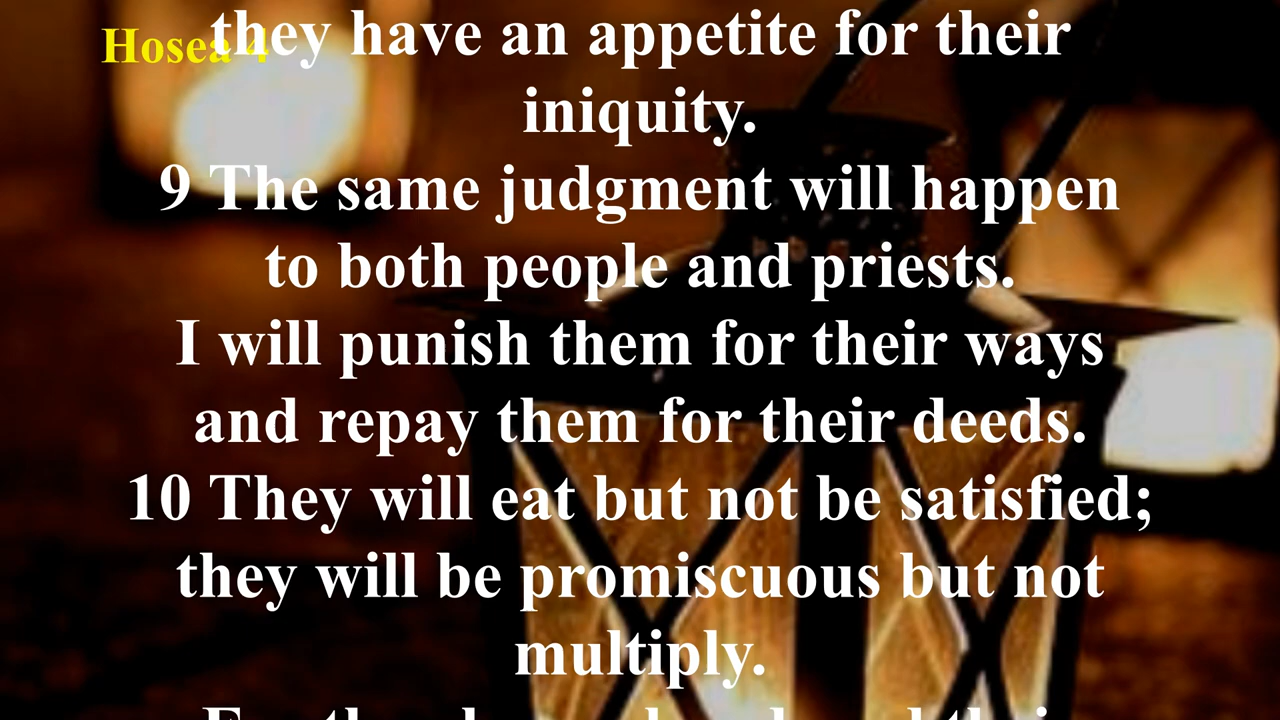 Hosea 4
they have an appetite for their
iniquity.
9 The same judgment will happen
to both people and priests.
I will punish them for their ways
and repay them for their deeds.
10 They will eat but not be satisfied;
they will be promiscuous but not
multiply.